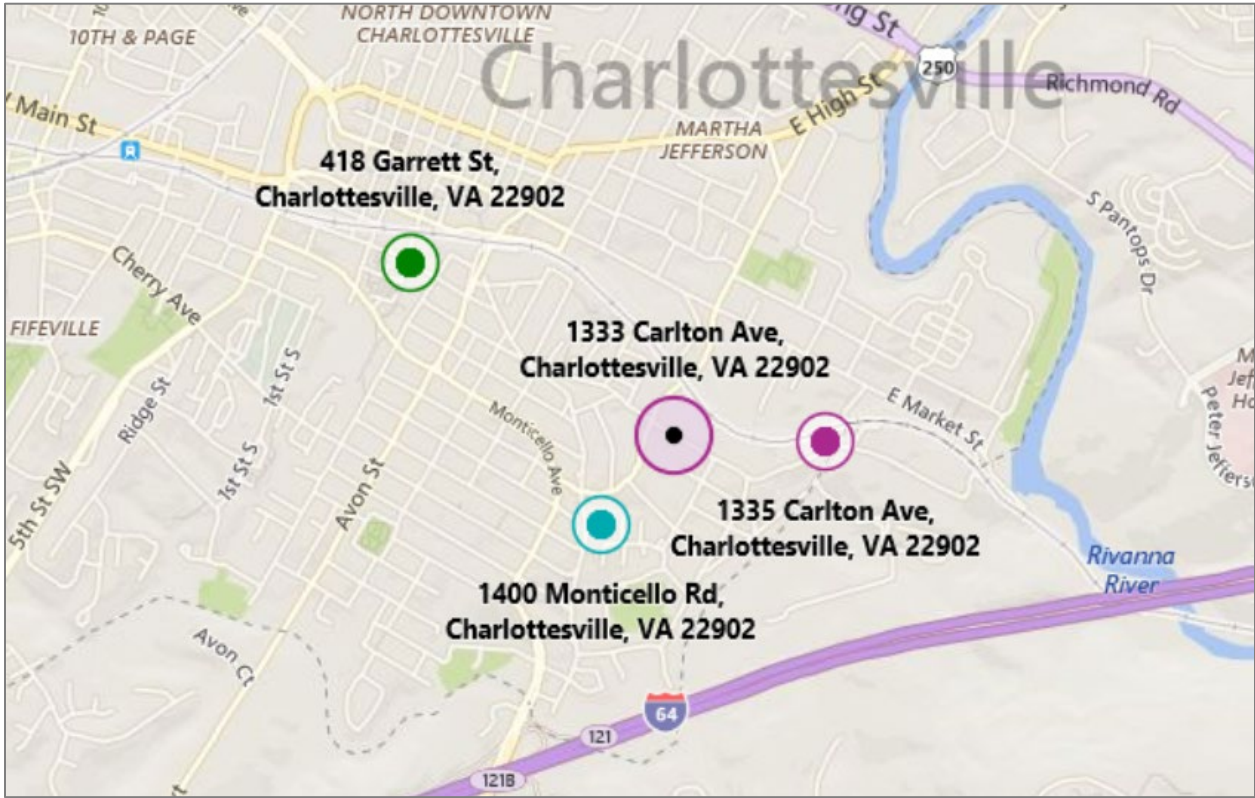 NORTH DOWNTOWN
CHARLOTTESVILLE
10TH & PAGE
Charlottesville
ng St
250
Richmond Rd
Main St
MARTHA
JEFFERSON
E High St
418 Garrett St,
Charlottesville, VA 22902
S Pantops Dr
Cherry Ave
FIFEVILLE
1333 Carlton Ave,
Charlottesville, VA 22902
Ridge St
1st St S
Monticello Ave
E Market St
Peter Jefferso
1st St S
Avon St
5th St SW
1335 Carlton Ave,
Charlottesville, VA 22902
Rivanna
River
1400 Monticello Rd,
Charlottesville, VA 22902
Avon Ct
64
121
121B